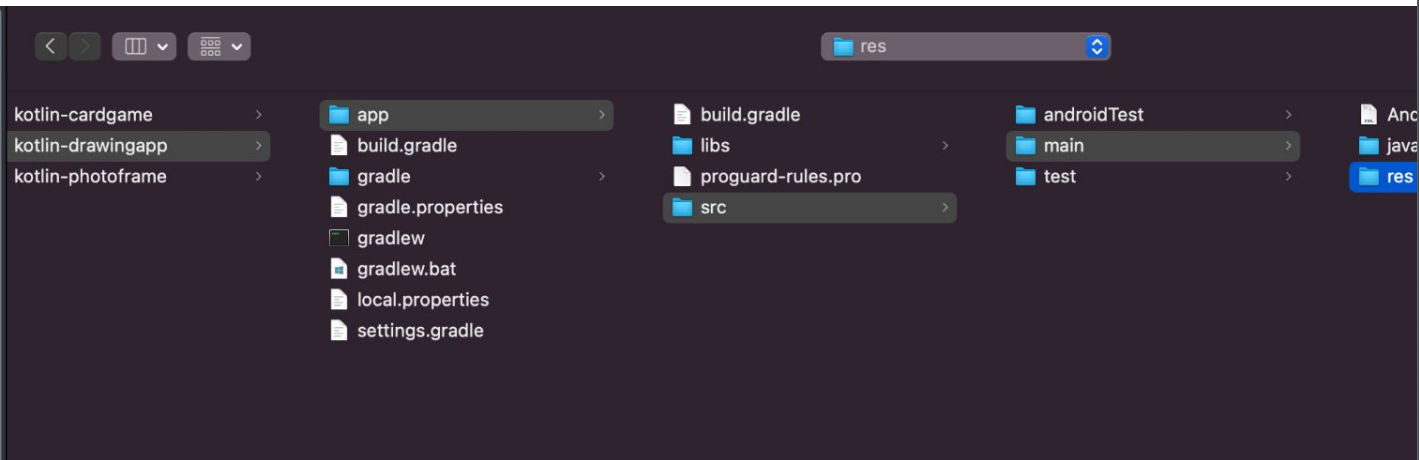 res
kotlin-cardgame
kotlin-drawingapp
kotlin-photoframe
app
build.gradle
gradle
gradle.properties
gradlew
gradlew.bat
local.properties
settings.gradle
build.gradle
libs
proguard-rules.pro
src
androidTest
main
test
And
java
res